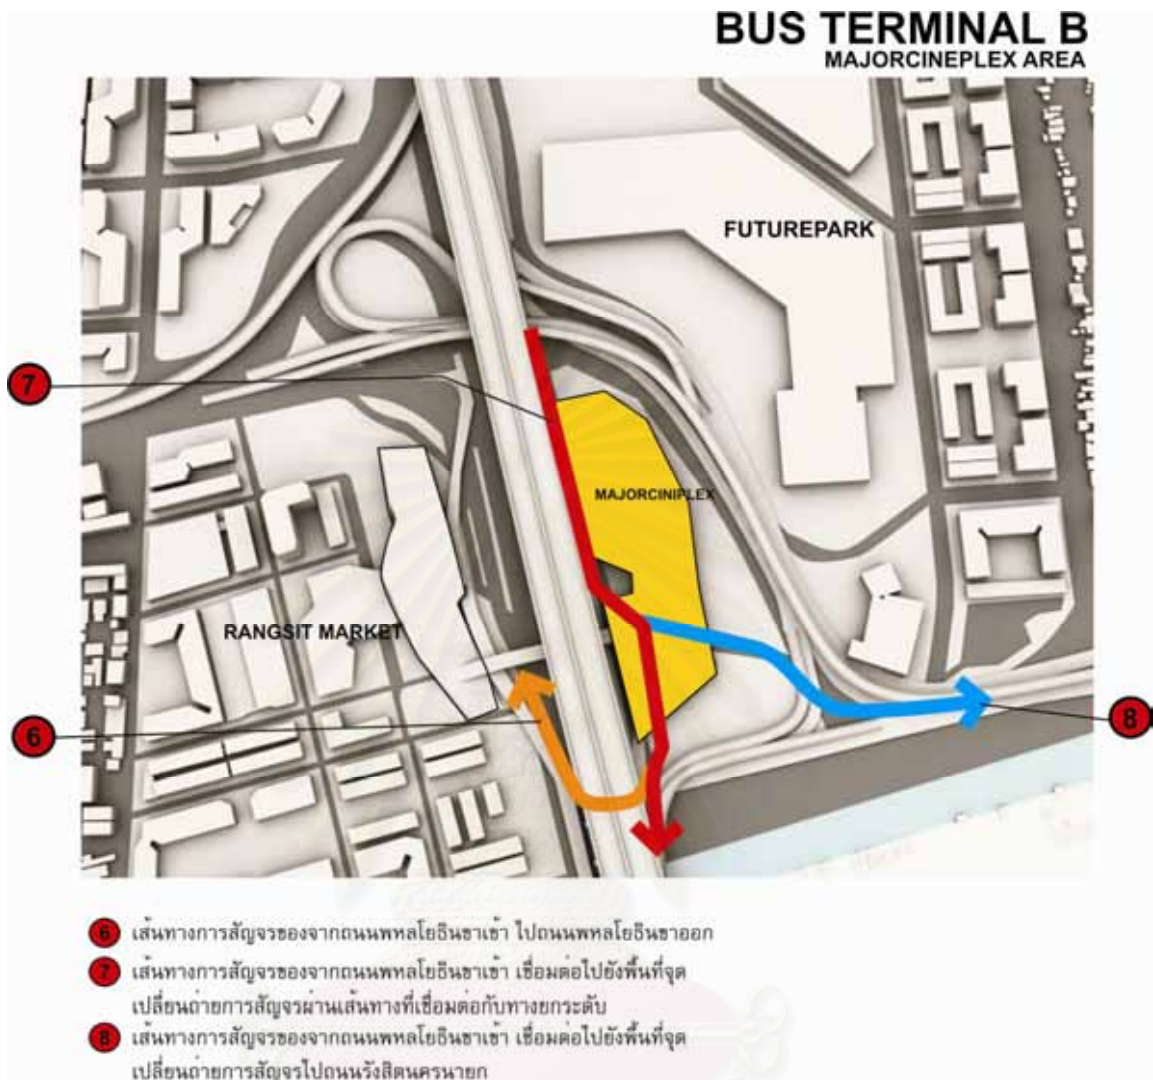 BUS TERMINAL B
MAJORCINEPLEX AREA
FUTUREPARK
7
MAJORCINIPLEX
RANGSIT MARKET
6
8
6 เส้นทางการสัญจรของจากถนนพหลโยธินขาเข้า ไปถนนพหลโยธินขาออก
7 เส้นทางการสัญจรของจากถนนพหลโยธินขาเข้า เชื่อมต่อไปยังพื้นที่จุด
เปลี่ยนถ่ายการสัญจรผ่านเส้นทางที่เชื่อมต่อกับทางยกระดับ
8 เส้นทางการสัญจรของจากถนนพหลโยธินขาเข้า เชื่อมต่อไปยังพื้นที่จุด
เปลี่ยนถ่ายการสัญจรไปถนนรังสิตนครนายก